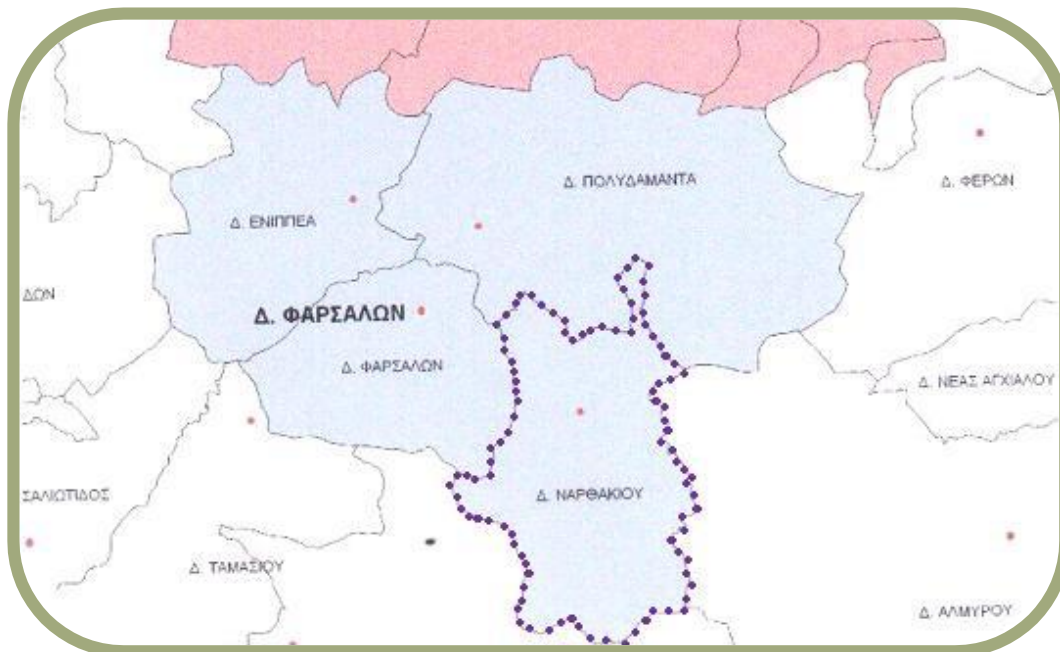 Δ. ΠΟΛΥΔΑΜΑΝΤΑ
Δ. ΦΕΡΩΝ
Δ. ΕΝΙΠΠΕΑ
ΔΩΝ
Δ. ΦΑΡΣΑΛΩΝ
Δ. ΦΑΡΣΑΛΩΝ
Δ. ΝΕΑΣ ΑΓΧΙΑΛΟΥ
ΣΑΛΙΩΤΙΔΟΣ
Δ. ΝΑΡΘΑΚΙΟΥ
Δ. ΤΑΜΑΣΙΟΥ
Δ. ΑΛΜΥΡΟΥ